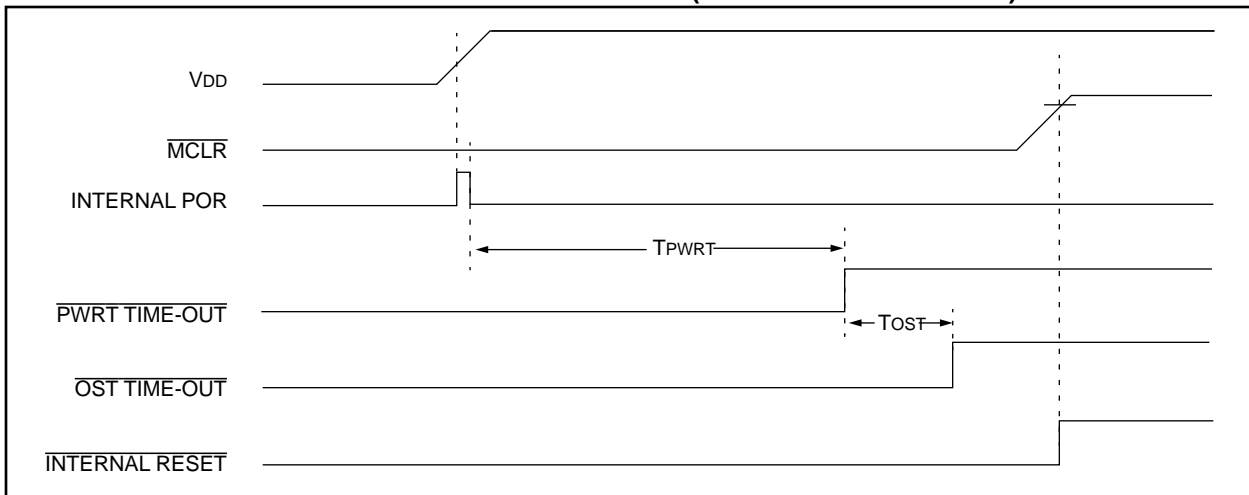 VDD
MCLR
INTERNAL POR
TPWRT
PWRT TIME-OUT
TOST
OST TIME-OUT
INTERNAL RESET